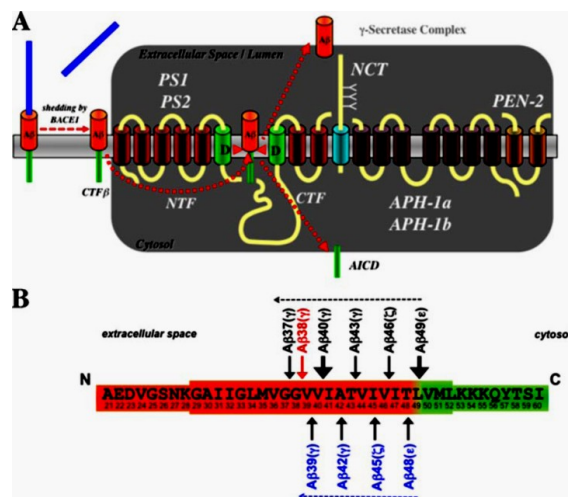 A
Aβ
γ-Secretase Complex
Extracellular Space / Lumen
NCT
PS1
PS2
PEN-2
shedding by
BACE1
Aβ
Aβ
Aβ
D
D
CTFβ
NTF
CTF
APH-1a
APH-1b
Cytosol
AICD
B
extracellular space
Aβ37(γ)
Aβ38(γ)
Aβ40(γ)
Aβ43(γ)
Aβ46(ζ)
Aβ49(ε)
cytoso
N
C
AEDVGSNKGAIIGLMVGGVVIATVIVITLVMLKKKQYTSI
21 22 23 24 25 26 27 28 29 30 31 32 33 34 35 36 37 38 39 40 41 42 43 44 45 46 47 48 49 50 51 52 53 54 55 56 57 58 59 60
Aβ39(γ)
Aβ42(γ)
Aβ45(ζ)
Aβ48(ε)